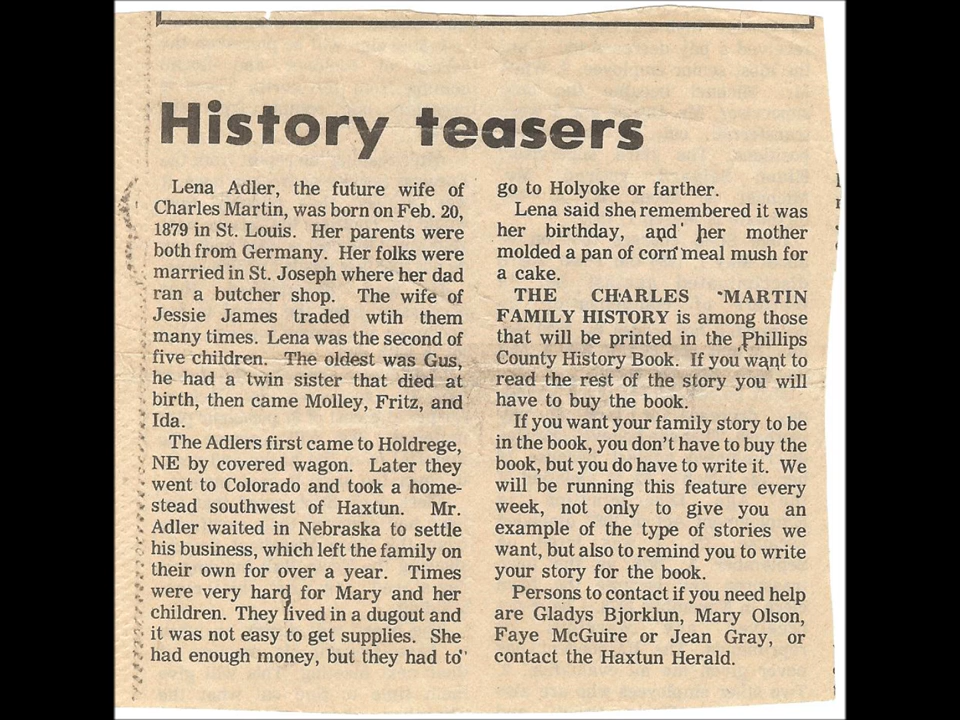 History teasers
Lena Adler, the future wife of
Charles Martin, was born on Feb. 20,
1879 in St. Louis. Her parents were
both from Germany. Her folks were
married in St. Joseph where her dad
ran a butcher shop. The wife of
Jessie James traded wtih them
many times. Lena was the second of
five children. The oldest was Gus,
he had a twin sister that died at
birth, then came Molley, Fritz, and
Ida.
The Adlers first came to Holdrege,
NE by covered wagon. Later they
went to Colorado and took a home-
stead southwest of Haxtun. Mr.
Adler waited in Nebraska to settle
his business, which left the family on
their own for over a year. Times
were very hard for Mary and her
children. They lived in a dugout and
it was not easy to get supplies. She
had enough money, but they had to
go to Holyoke or farther.
Lena said she remembered it was
her birthday, and her mother
molded a pan of corn meal mush for
a cake.
THE CHARLES MARTIN
FAMILY HISTORY is among those
that will be printed in the Phillips
County History Book. If you want to
read the rest of the story you will
have to buy the book.
If you want your family story to be
in the book, you don't have to buy the
book, but you do have to write it. We
will be running this feature every
week, not only to give you an
example of the type of stories we
want, but also to remind you to write
your story for the book.
Persons to contact if you need help
are Gladys Bjorklun, Mary Olson,
Faye McGuire or Jean Gray, or
contact the Haxtun Herald.